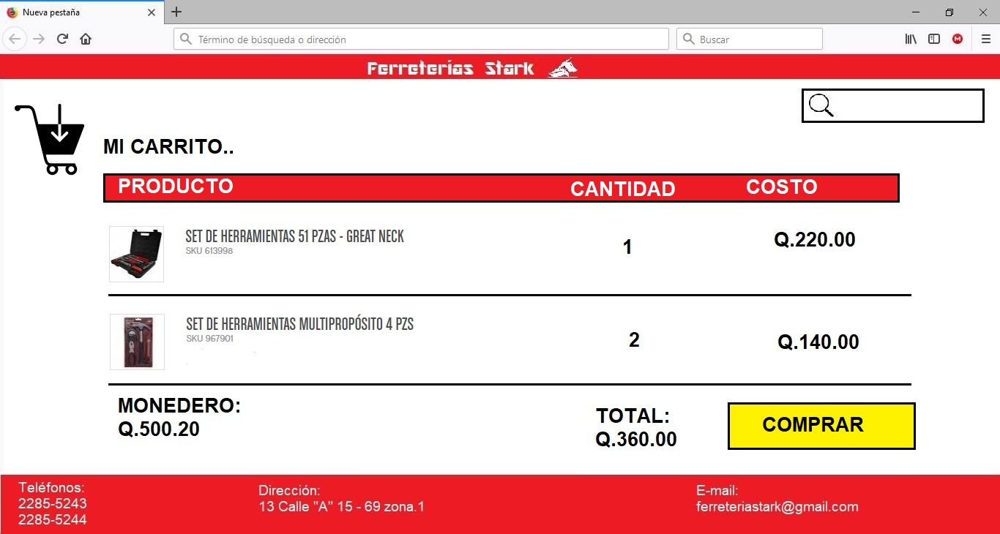 Nueva pestaña
Término de búsqueda o dirección
Buscar
Ferreterias Stark
MI CARRITO..
PRODUCTO CANTIDAD COSTO
SET DE HERRAMIENTAS 51 PZAS - GREAT NECK
SKU 613998
1
Q.220.00
SET DE HERRAMIENTAS MULTIPROPÓSITO 4 PZS
SKU 967901
2
Q.140.00
MONEDERO:
Q.500.20
TOTAL:
Q.360.00
COMPRAR
Teléfonos:
2285-5243
2285-5244
Dirección:
13 Calle "A" 15 - 69 zona.1
E-mail:
ferreteriastark@gmail.com